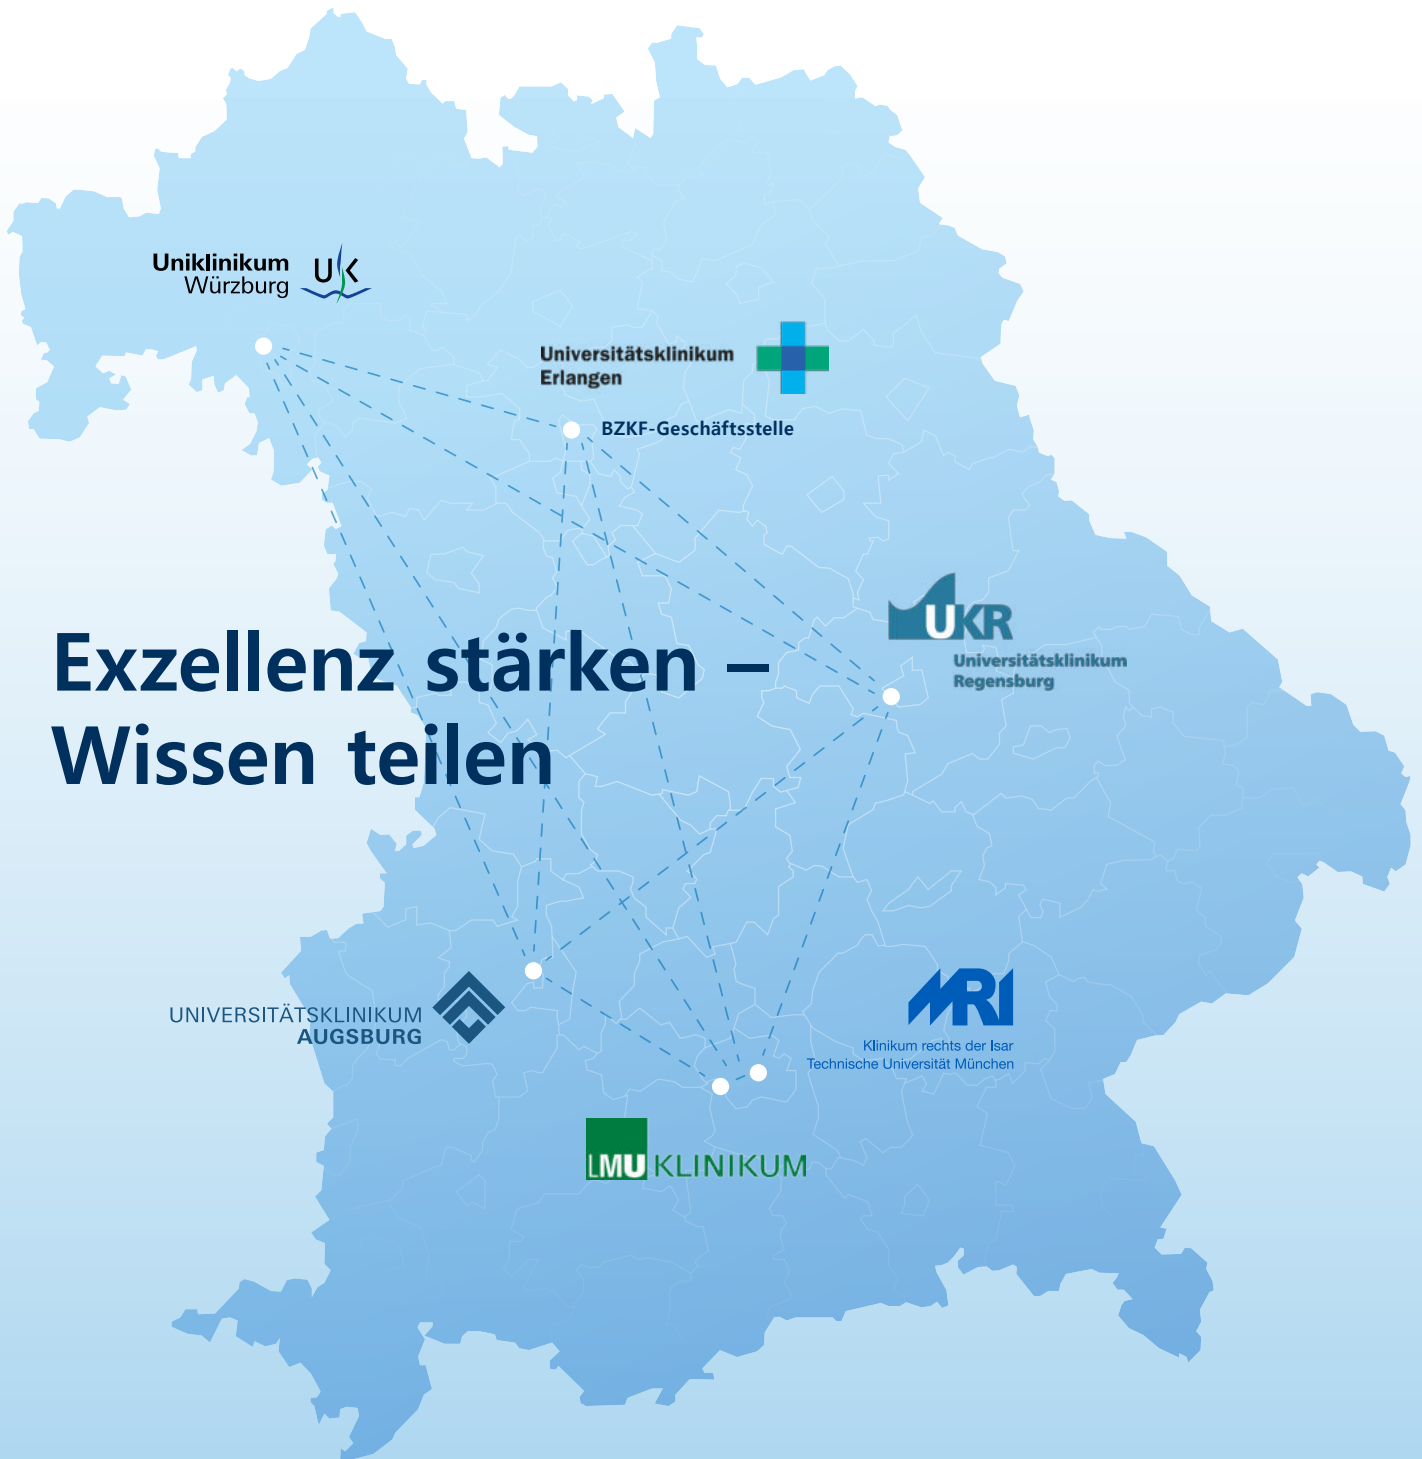 Uniklinikum
Würzburg
UK
Universitätsklinikum
Erlangen
BZKF-Geschäftsstelle
UKR
Universitätsklinikum
Regensburg
Exzellenz stärken –
Wissen teilen
UNIVERSITÄTSKLINIKUM
AUGSBURG
MRI
Klinikum rechts der Isar
Technische Universität München
LMU KLINIKUM